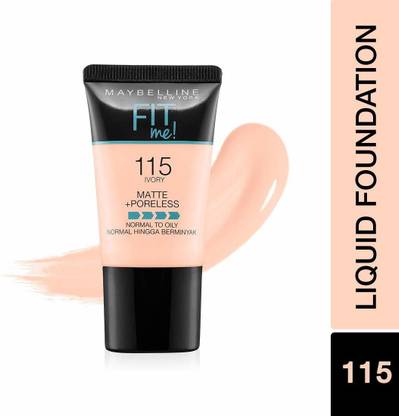 MAYBELLINE
NEW YORK
FIT
me!
115
IVORY
MATTE
+PORELESS
NORMAL TO OILY
NORMAL HINGGA BERMINYAK
LIQUID FOUNDATION
115